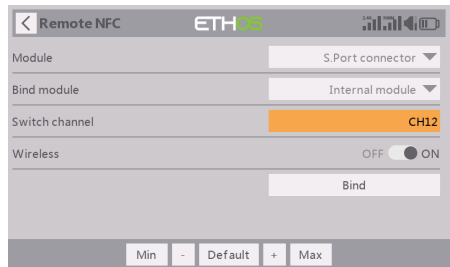 Remote NFC ETHOS
Module S.Port connector
Bind module Internal module
Switch channel CH12
Wireless OFF ON
Bind
Min - Default + Max